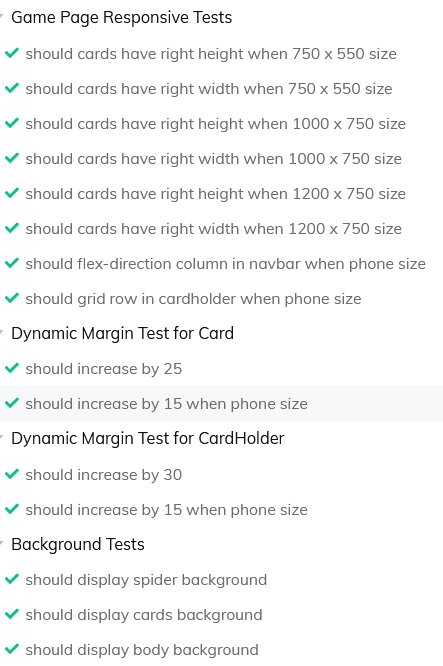 Game Page Responsive Tests
should cards have right height when 750 x 550 size
should cards have right width when 750 x 550 size
should cards have right height when 1000 x 750 size
should cards have right width when 1000 x 750 size
should cards have right height when 1200 x 750 size
should cards have right width when 1200 x 750 size
should flex-direction column in navbar when phone size
should grid row in cardholder when phone size
Dynamic Margin Test for Card
should increase by 25
should increase by 15 when phone size
Dynamic Margin Test for CardHolder
should increase by 30
should increase by 15 when phone size
Background Tests
should display spider background
should display cards background
should display body background